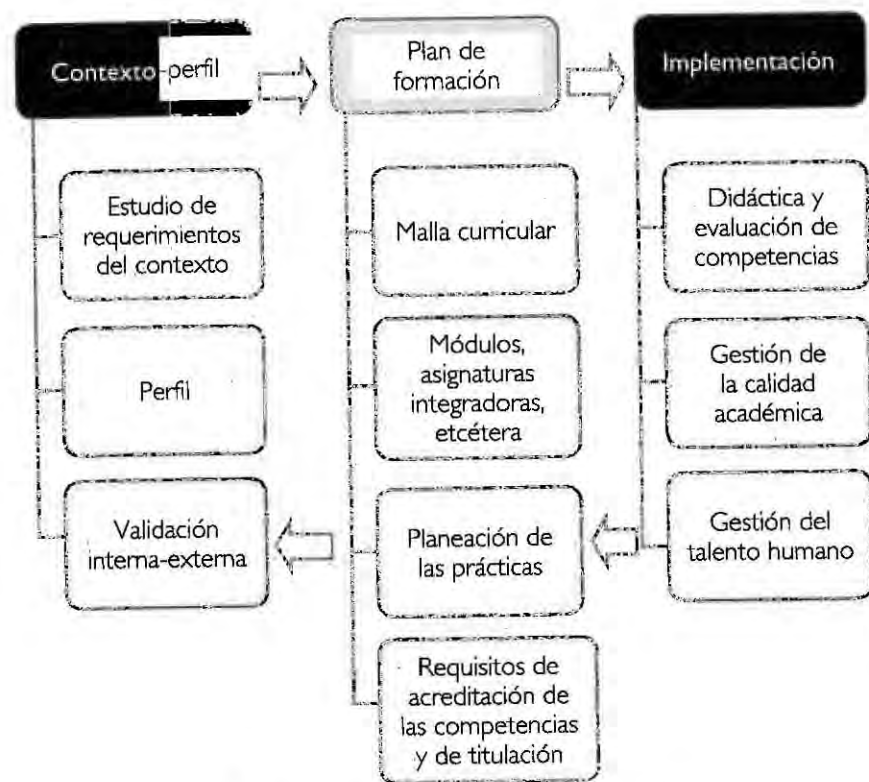 Contexto-perfil
Estudio de
requerimientos
del contexto
Perfil
Validación
interna-externa
Plan de
formación
Malla curricular
Módulos,
asignaturas
integradoras,
etcétera
Planeación de
las prácticas
Requisitos de
acreditación de
las competencias
y de titulación
Implementación
Didáctica y
evaluación de
competencias
Gestión de
la calidad
académica
Gestión del
talento humano